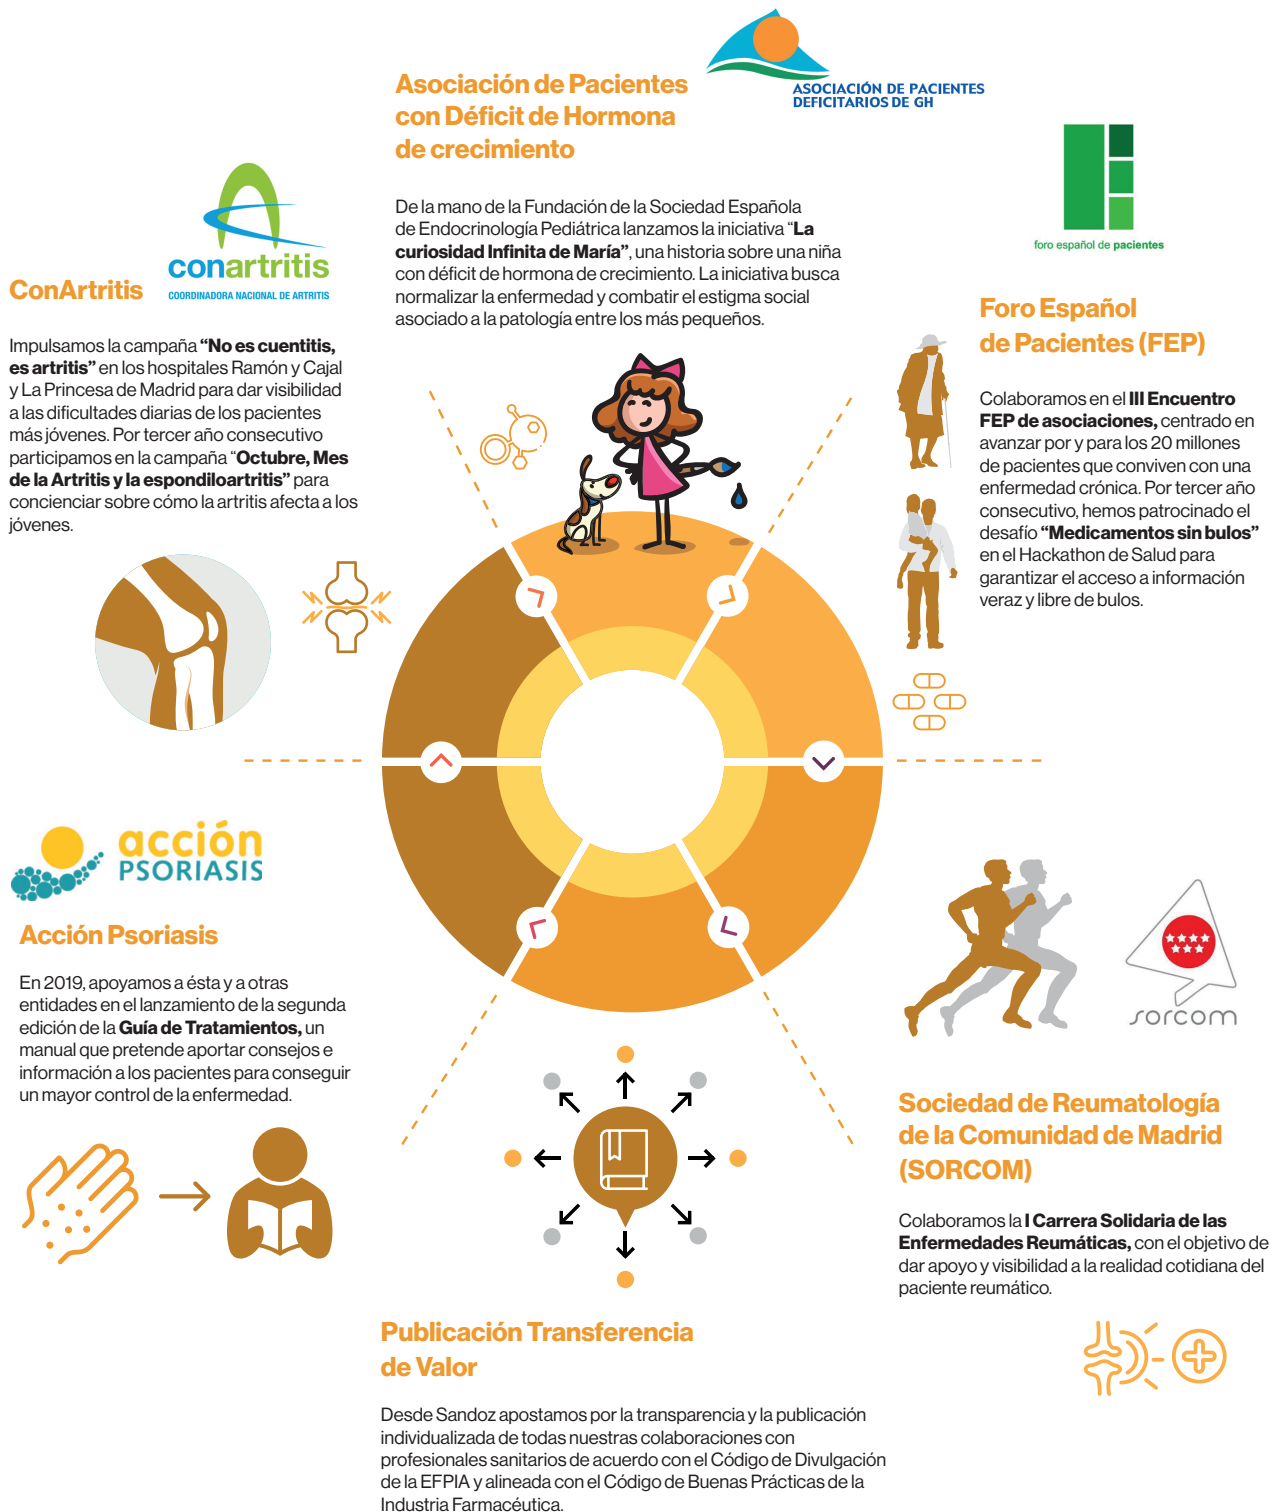 Asociación de Pacientes
con Déficit de Hormona
de crecimiento
ASOCIACIÓN DE PACIENTES
DEFICITARIOS DE GH
De la mano de la Fundación de la Sociedad Española
de Endocrinología Pediátrica lanzamos la iniciativa “La
curiosidad Infinita de María”, una historia sobre una niña
con déficit de hormona de crecimiento. La iniciativa busca
normalizar la enfermedad y combatir el estigma social
asociado a la patología entre los más pequeños.
foro español de pacientes
Foro Español
de Pacientes (FEP)
Colaboramos en el III Encuentro
FEP de asociaciones, centrado en
avanzar por y para los 20 millones
de pacientes que conviven con una
enfermedad crónica. Por tercer año
consecutivo, hemos patrocinado el
desafío “Medicamentos sin bulos”
en el Hackathon de Salud para
garantizar el acceso a información
veraz y libre de bulos.
conartritis
COORDINADORA NACIONAL DE ARTRITIS
ConArtritis
Impulsamos la campaña “No es cuentitis,
es artritis” en los hospitales Ramón y Cajal
y La Princesa de Madrid para dar visibilidad
a las dificultades diarias de los pacientes
más jóvenes. Por tercer año consecutivo
participamos en la campaña “Octubre, Mes
de la Artritis y la espondiloartritis” para
concienciar sobre cómo la artritis afecta a los
jóvenes.
acción
PSORIASIS
Acción Psoriasis
En 2019, apoyamos a ésta y a otras
entidades en el lanzamiento de la segunda
edición de la Guía de Tratamientos, un
manual que pretende aportar consejos e
información a los pacientes para conseguir
un mayor control de la enfermedad.
sorcom
Sociedad de Reumatología
de la Comunidad de Madrid
(SORCOM)
Colaboramos la I Carrera Solidaria de las
Enfermedades Reumáticas, con el objetivo de
dar apoyo y visibilidad a la realidad cotidiana del
paciente reumático.
Publicación Transferencia
de Valor
Desde Sandoz apostamos por la transparencia y la publicación
individualizada de todas nuestras colaboraciones con
profesionales sanitarios de acuerdo con el Código de Divulgación
de la EFPIA y alineada con el Código de Buenas Prácticas de la
Industria Farmacéutica.